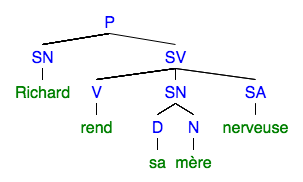 P
SN SV
Richard V SN SA
rend D N nerveuse
sa mère